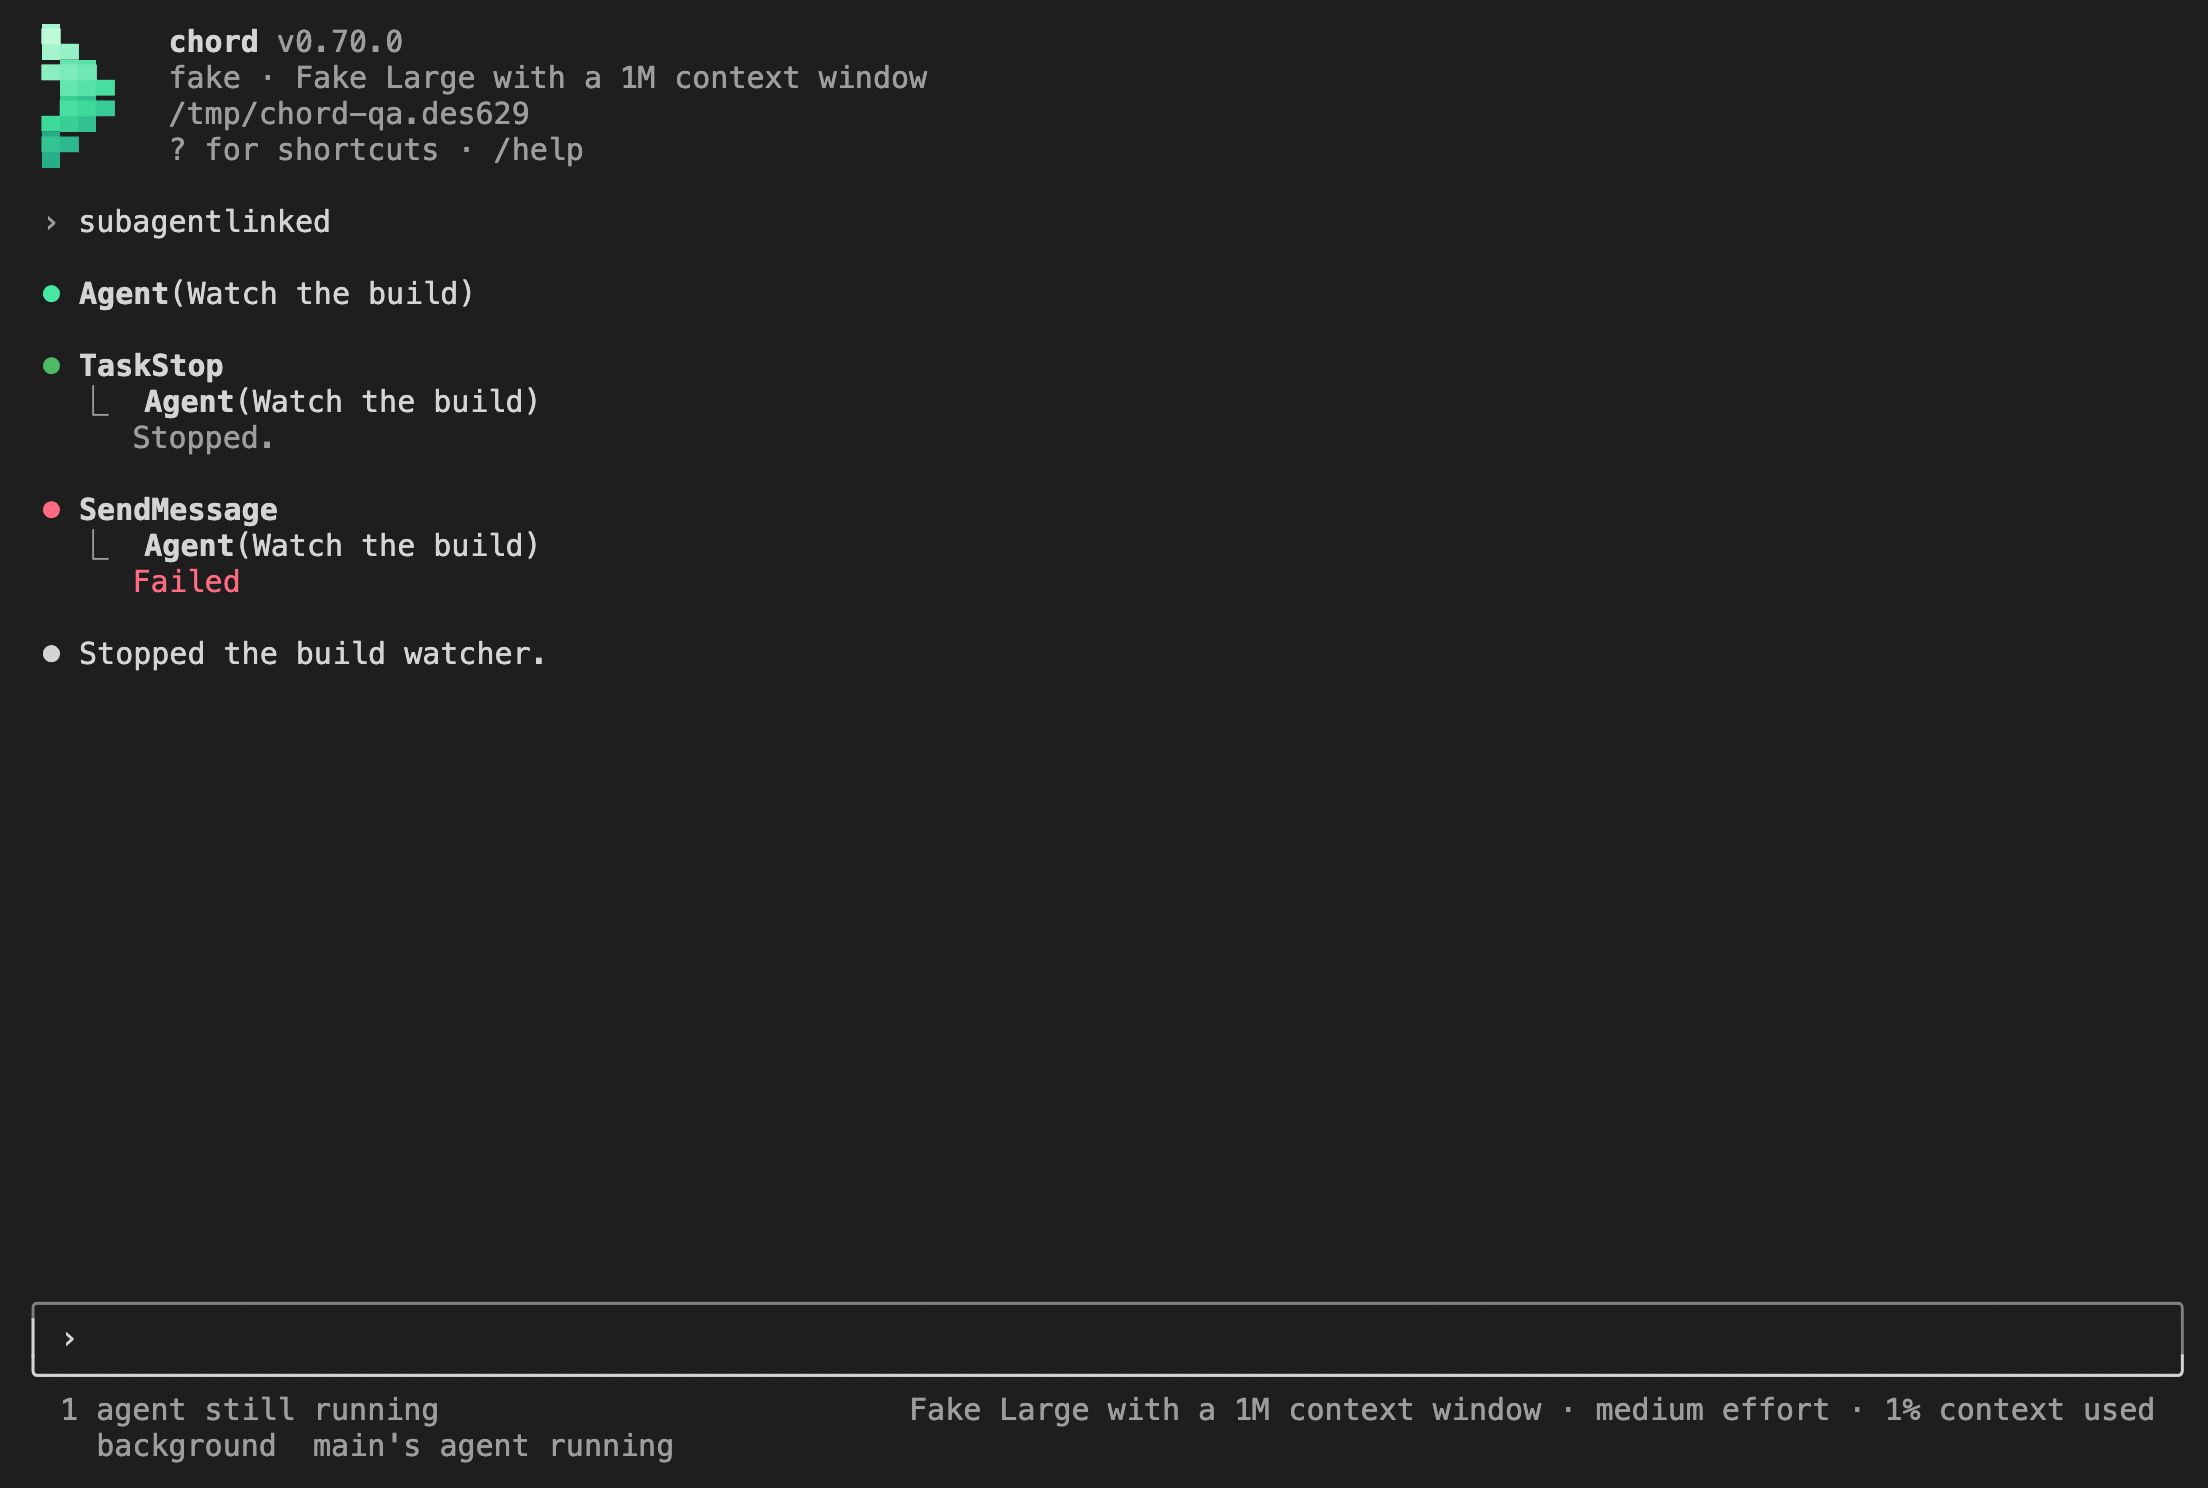 chord v0.70.0
fake · Fake Large with a 1M context window
/tmp/chord-qa.des629
? for shortcuts · /help
› subagentlinked
● Agent(Watch the build)
● TaskStop
⎿ Agent(Watch the build)
Stopped.
● SendMessage
⎿ Agent(Watch the build)
Failed
● Stopped the build watcher.
›
1 agent still running Fake Large with a 1M context window · medium effort · 1% context used
background main's agent running